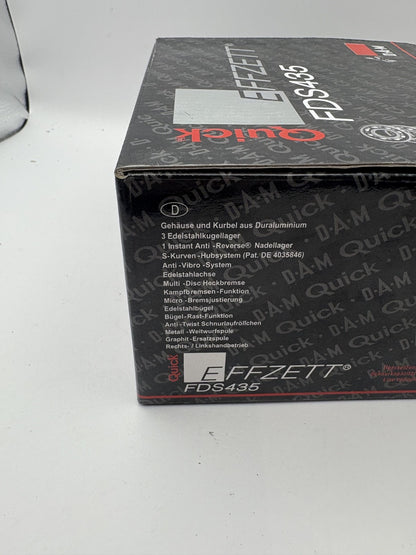 Quick
EFFZETT®
FDS435
DAM
D
Gehäuse und Kurbel aus Duraluminium
3 Edelstahlkugellager
1 Instant Anti -Reverse® Nadellager
S-Kurven -Hubsystem (Pat. DE 4035846)
Anti -Vibro -System
Edelstahlachse
Multi -Disc Heckbremse
Kampfbremsen -Funktion
Micro -Bremsjustierung
Edelstahlbügel
Bügel-Rast-Funktion
Anti -Twist Schnurlaufröllchen
Metall -Weitwurfspule
Graphit -Ersatzspule
Rechts- / Linkshandbetrieb
Quick
EFFZETT®
FDS435